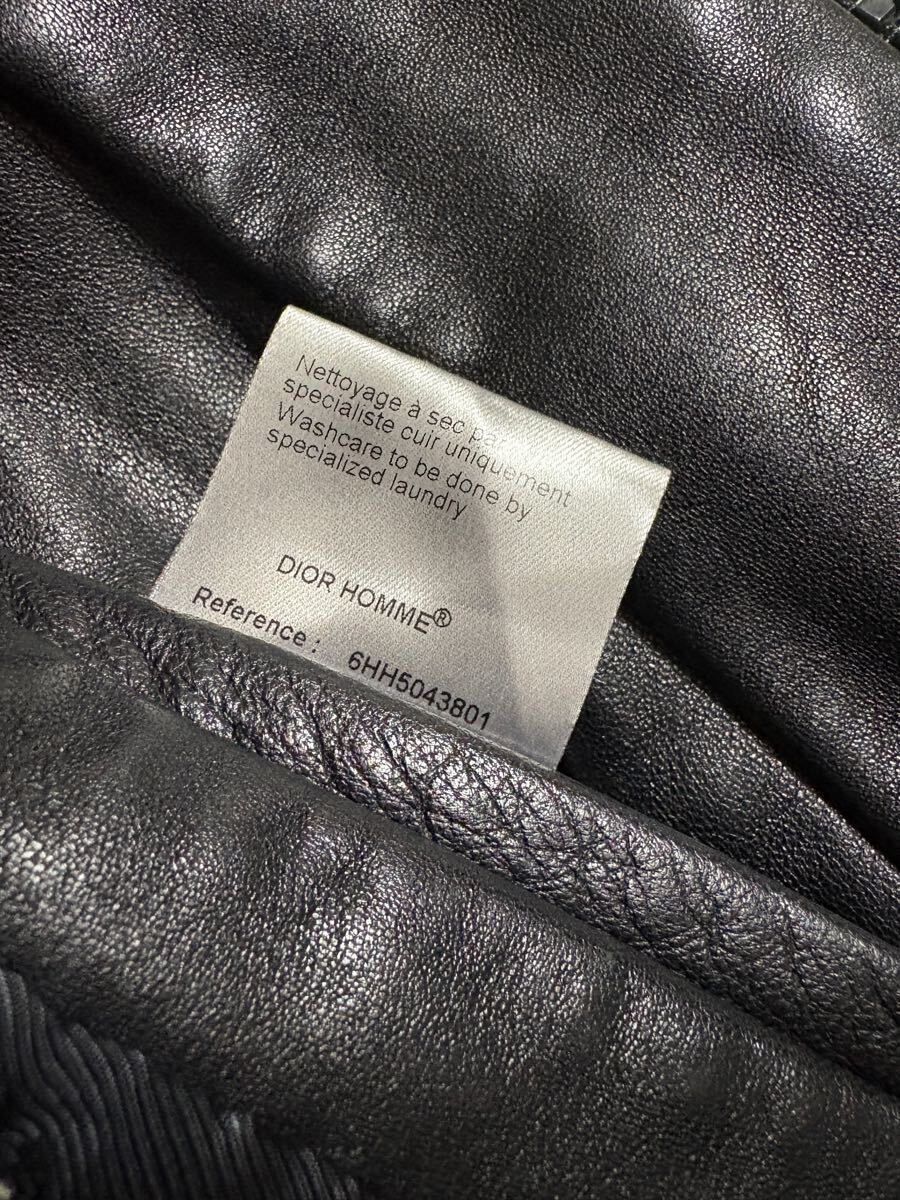 Nettoyage à sec par
specialiste cuir uniquement
Washcare to be done by
specialized laundry
DIOR HOMME®
Reference : 6HH5043801